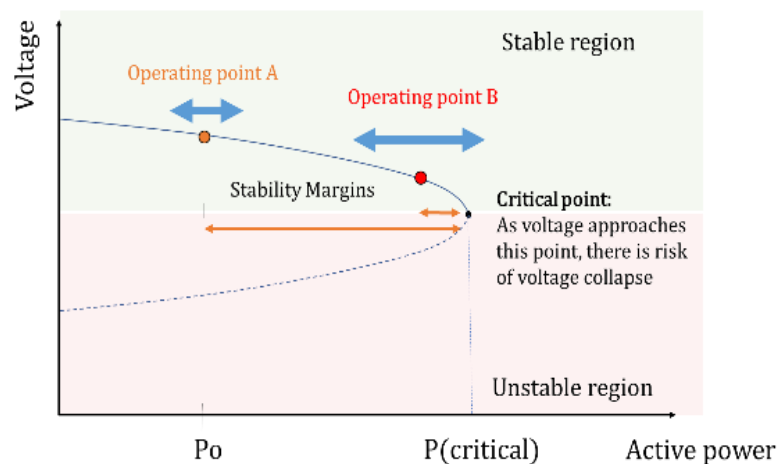 Voltage
Stable region
Operating point A
Operating point B
Stability Margins
Critical point:
As voltage approaches
this point, there is risk
of voltage collapse
Unstable region
Po
P(critical)
Active power